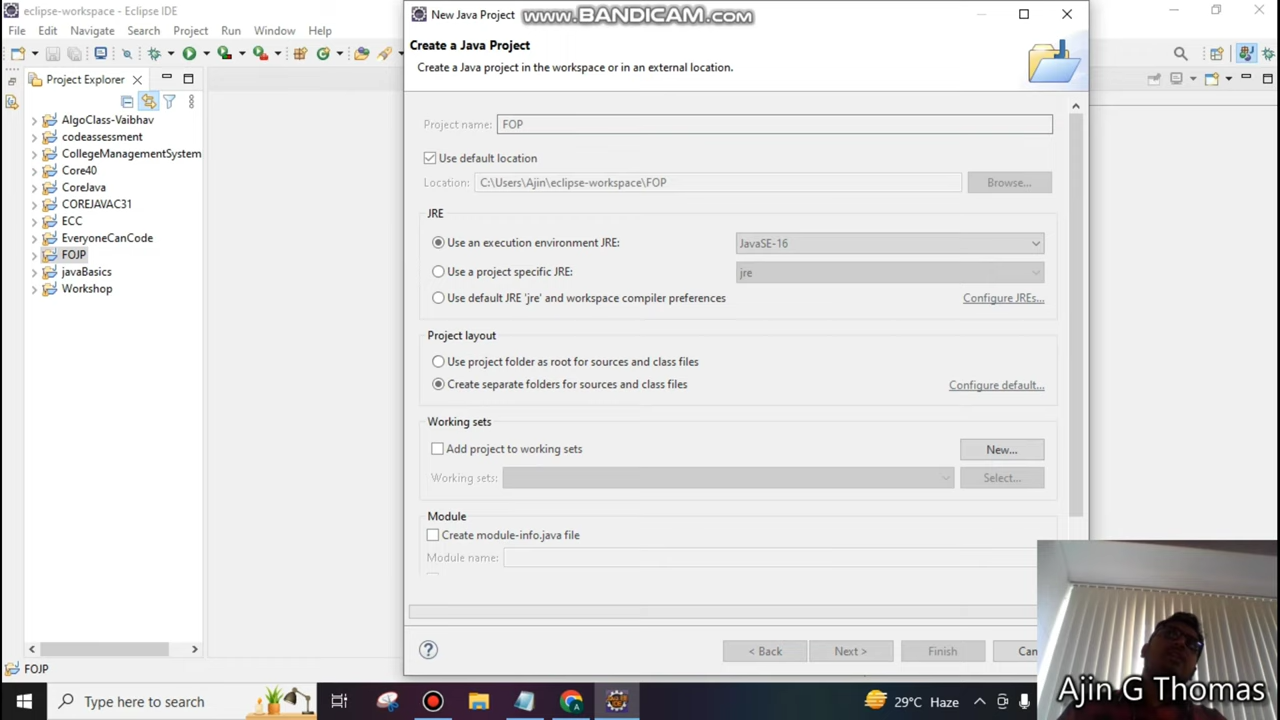 eclipse-workspace - Eclipse IDE
File Edit Navigate Search Project Run Window Help
Project Explorer
AlgoClass-Vaibhav
codeassessment
CollegeManagementSystem
Core40
CoreJava
COREJAVAC31
ECC
EveryoneCanCode
FOJP
javaBasics
Workshop
FOJP
New Java Project
www.BANDICAM.com
Create a Java Project
Create a Java project in the workspace or in an external location.
Project name: FOP
Use default location
Location: C:\Users\Ajin\eclipse-workspace\FOP Browse...
JRE
Use an execution environment JRE: JavaSE-16
Use a project specific JRE: jre
Use default JRE 'jre' and workspace compiler preferences Configure JREs...
Project layout
Use project folder as root for sources and class files
Create separate folders for sources and class files Configure default...
Working sets
Add project to working sets New...
Working sets: Select...
Module
Create module-info.java file
Module name:
< Back Next > Finish Can
Type here to search
29°C Haze
Ajin G Thomas